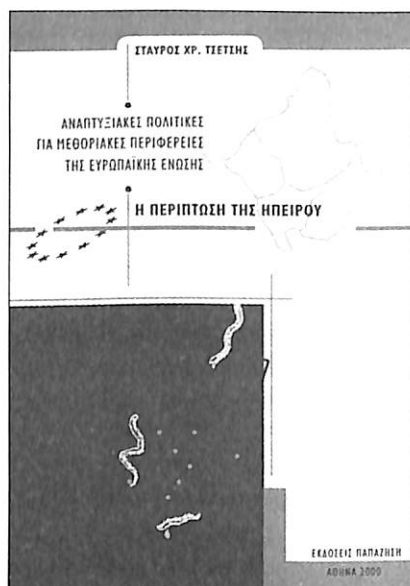 ΣΤΑΥΡΟΣ ΧΡ. ΤΣΕΤΣΗΣ
ΑΝΑΠΤΥΞΙΑΚΕΣ ΠΟΛΙΤΙΚΕΣ
ΓΙΑ ΜΕΘΟΡΙΑΚΕΣ ΠΕΡΙΦΕΡΕΙΕΣ
ΤΗΣ ΕΥΡΩΠΑΪΚΗΣ ΕΝΩΣΗΣ
Η ΠΕΡΙΠΤΩΣΗ ΤΗΣ ΗΠΕΙΡΟΥ
ΕΚΔΟΣΕΙΣ ΠΑΠΑΖΗΣΗ
ΑΘΗΝΑ 2000